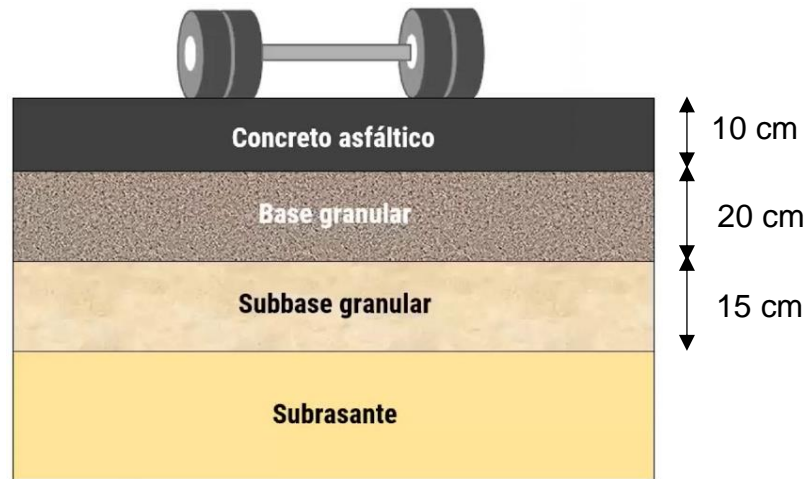 Concreto asfáltico
10 cm
Base granular
20 cm
Subbase granular
15 cm
Subrasante